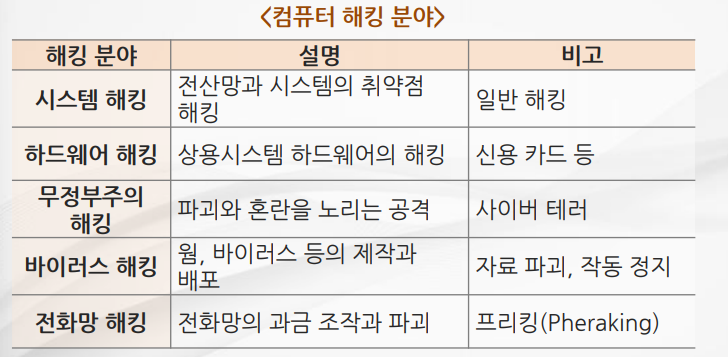 <컴퓨터 해킹 분야>
해킹 분야 설명 비고
시스템 해킹 전산망과 시스템의 취약점 해킹 일반 해킹
하드웨어 해킹 상용시스템 하드웨어의 해킹 신용 카드 등
무정부주의 해킹 파괴와 혼란을 노리는 공격 사이버 테러
바이러스 해킹 웜, 바이러스 등의 제작과 배포 자료 파괴, 작동 정지
전화망 해킹 전화망의 과금 조작과 파괴 프리킹(Pheraking)